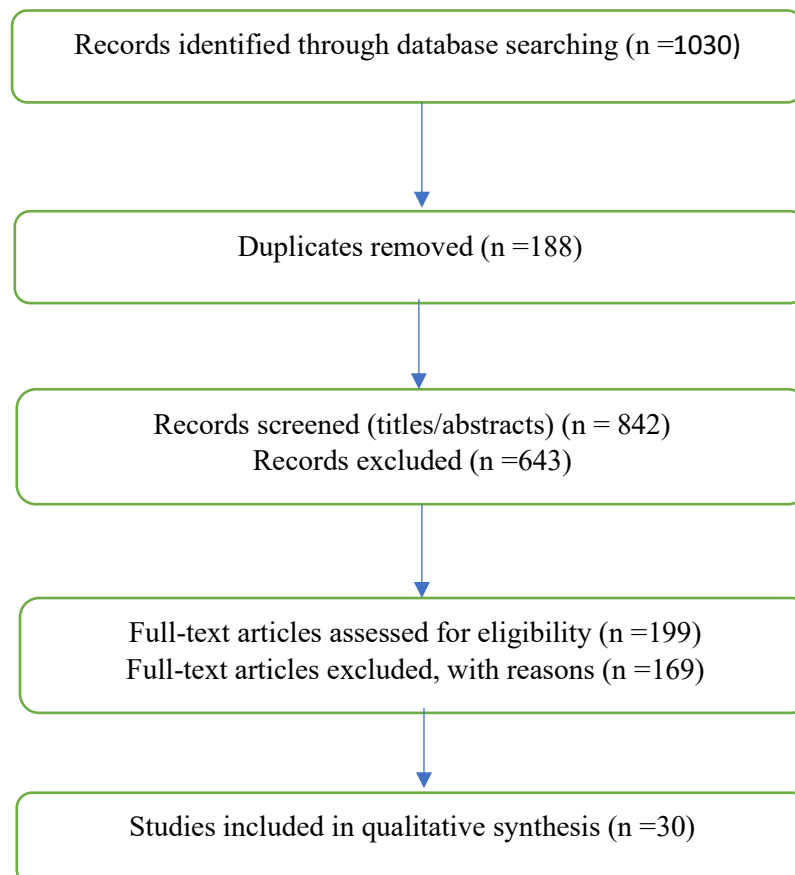 Records identified through database searching (n =1030)
Duplicates removed (n =188)
Records screened (titles/abstracts) (n = 842)
Records excluded (n =643)
Full-text articles assessed for eligibility (n =199)
Full-text articles excluded, with reasons (n =169)
Studies included in qualitative synthesis (n =30)